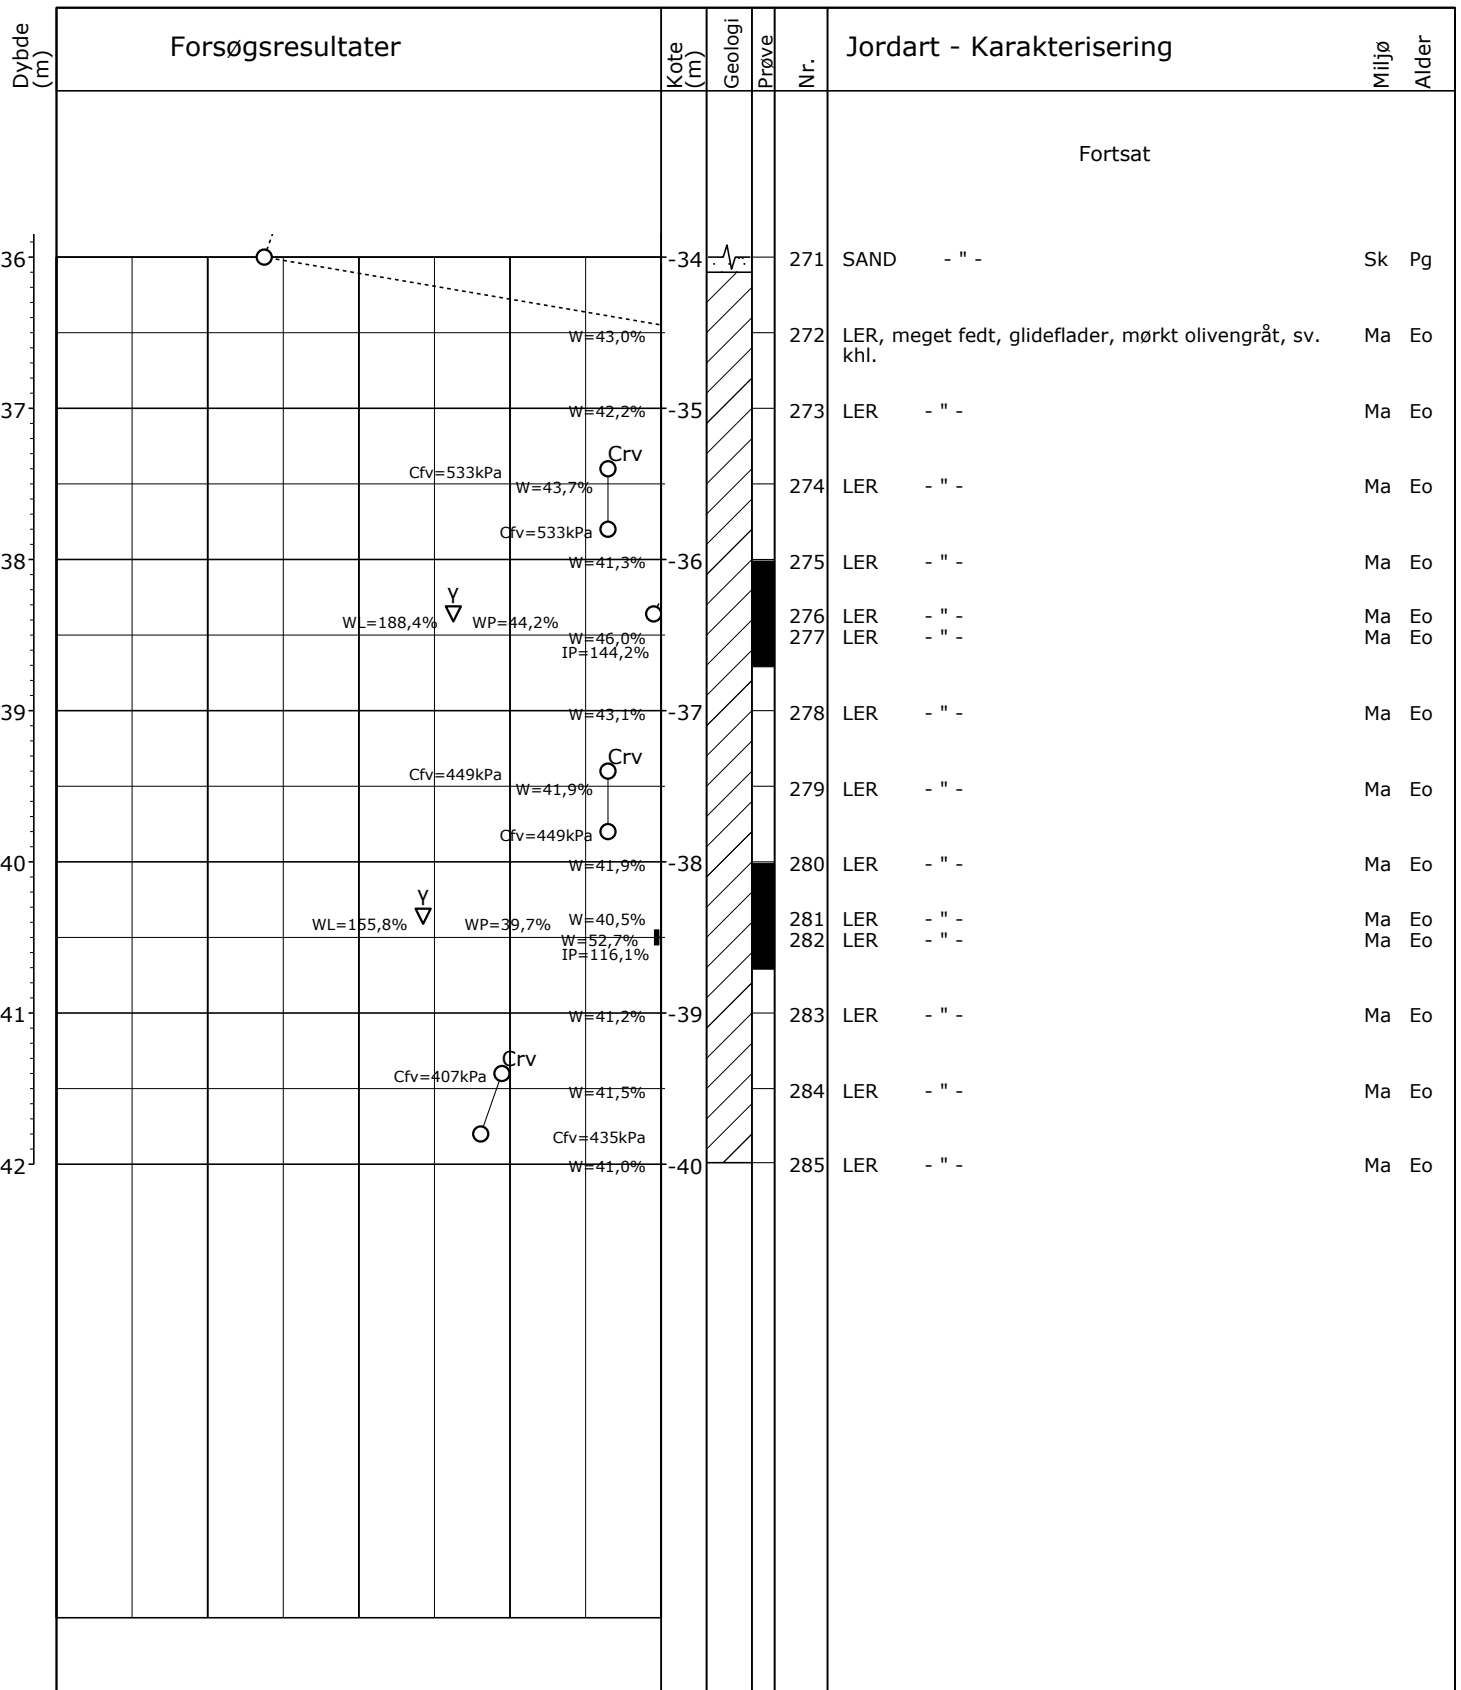 Dybde (m)
Forsøgsresultater
Kote (m)
Geologi
Prøve
Nr.
Jordart - Karakterisering
Miljø
Alder
Fortsat
36 -34 271 SAND - " - Sk Pg
W=43,0% 272 LER, meget fedt, glideflader, mørkt olivengråt, sv. Ma Eo
khl.
37 W=42,2% -35 273 LER - " - Ma Eo
Crv
Cfv=533kPa
W=43,7% 274 LER - " - Ma Eo
Cfv=533kPa
38 W=41,3% -36 275 LER - " - Ma Eo
γ
WL=188,4% WP=44,2% 276 LER - " - Ma Eo
W=46,0% 277 LER - " - Ma Eo
IP=144,2%
39 W=43,1% -37 278 LER - " - Ma Eo
Crv
Cfv=449kPa
W=41,9% 279 LER - " - Ma Eo
Cfv=449kPa
40 W=41,9% -38 280 LER - " - Ma Eo
γ
WL=155,8% WP=39,7% W=40,5% 281 LER - " - Ma Eo
W=52,7% 282 LER - " - Ma Eo
IP=116,1%
41 W=41,2% -39 283 LER - " - Ma Eo
Crv
Cfv=407kPa
W=41,5% 284 LER - " - Ma Eo
Cfv=435kPa
42 W=41,0% -40 285 LER - " - Ma Eo